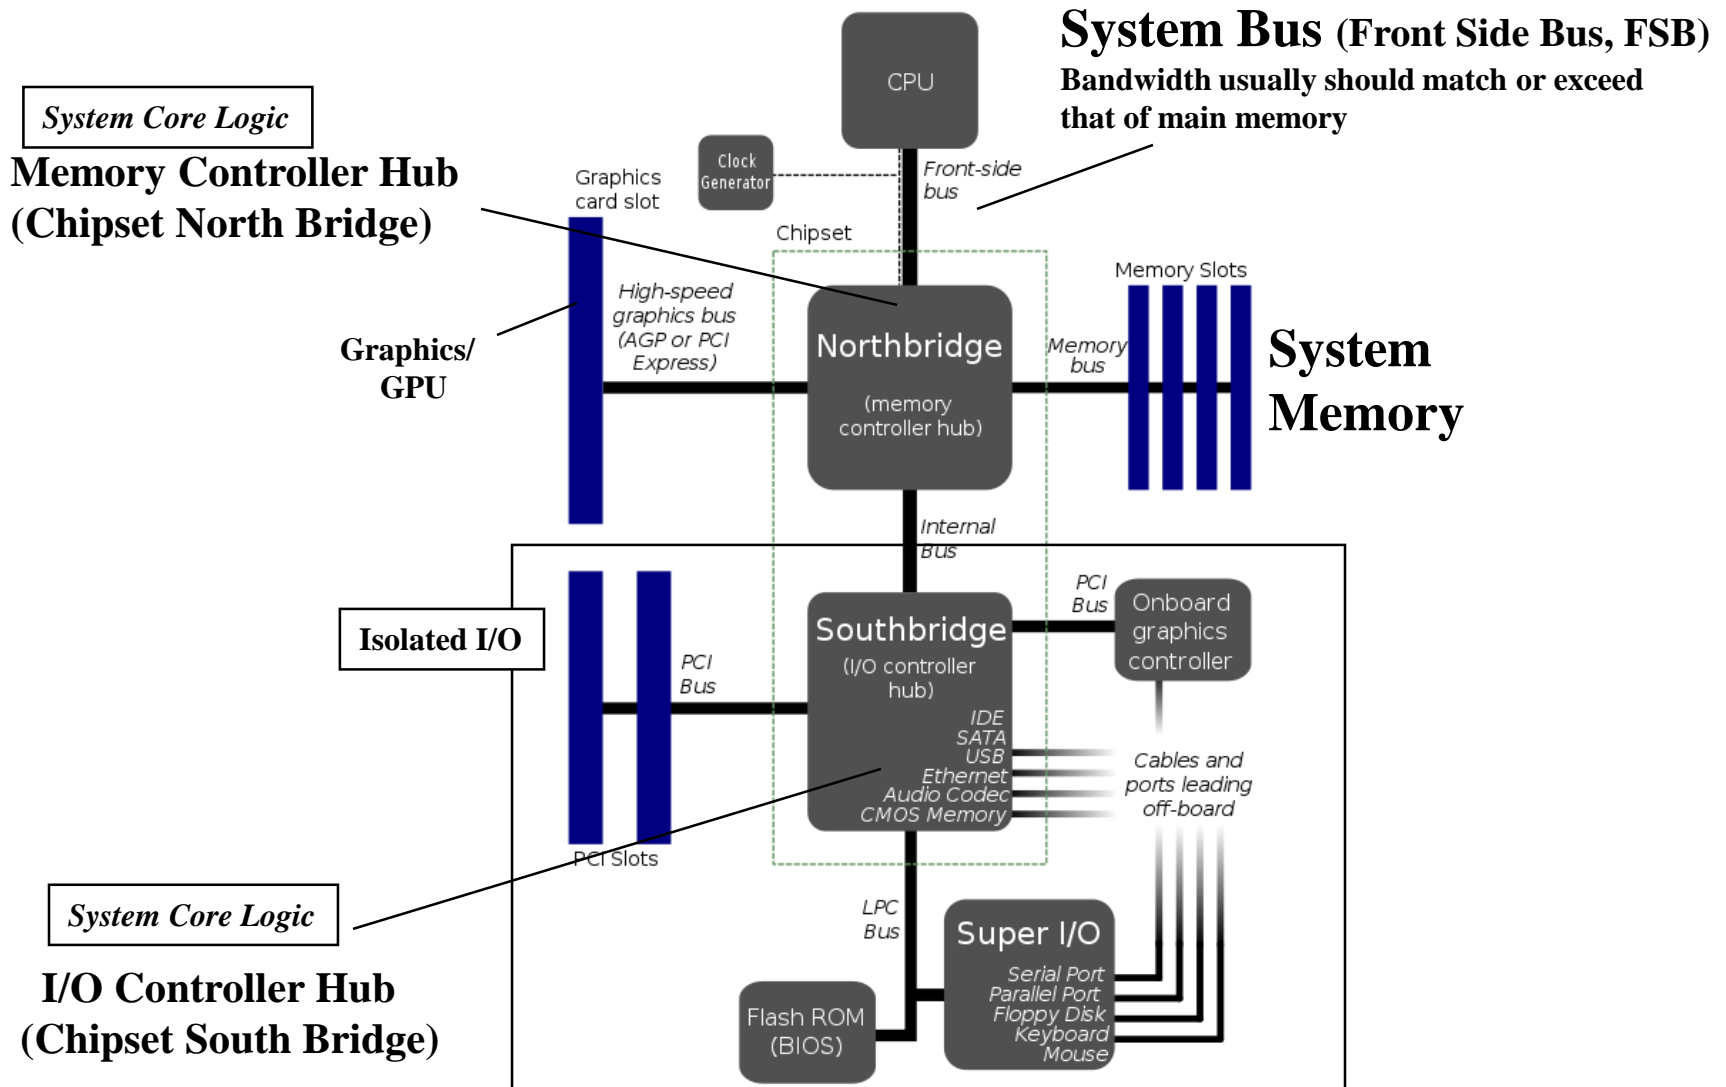 System Bus (Front Side Bus, FSB)
Bandwidth usually should match or exceed
that of main memory
CPU
System Core Logic
Memory Controller Hub
(Chipset North Bridge)
Clock
Generator
Front-side
bus
Graphics
card slot
Chipset
Memory Slots
High-speed
graphics bus
(AGP or PCI
Express)
Graphics/
GPU
Northbridge
(memory
controller hub)
Memory
bus
System
Memory
Internal
Bus
Isolated I/O
PCI
Bus
Southbridge
(I/O controller
hub)
IDE
SATA
USB
Ethernet
Audio Codec
CMOS Memory
PCI
Bus
Onboard
graphics
controller
Cables and
ports leading
off-board
PCI Slots
System Core Logic
I/O Controller Hub
(Chipset South Bridge)
LPC
Bus
Super I/O
Serial Port
Parallel Port
Floppy Disk
Keyboard
Mouse
Flash ROM
(BIOS)